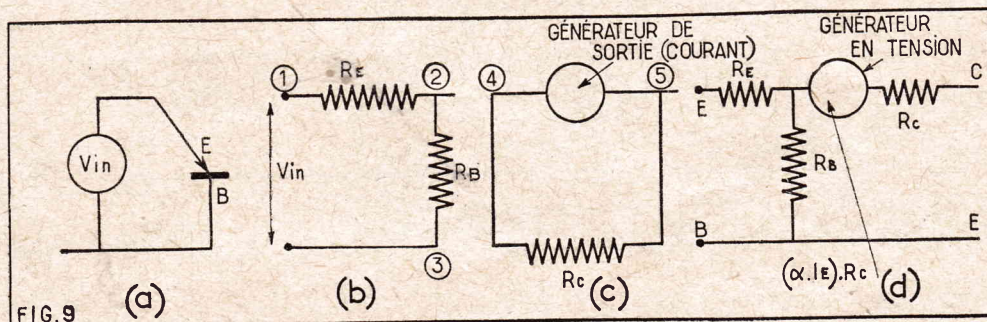 GÉNÉRATEUR DE
SORTIE (COURANT)
GÉNÉRATEUR
EN TENSION
Vin
E
B
(a)
1
RE
2
Vin
RB
3
(b)
4
5
RC
(c)
RE
E
C
RC
RB
B
E
(α.IE).RC
(d)
FIG.9